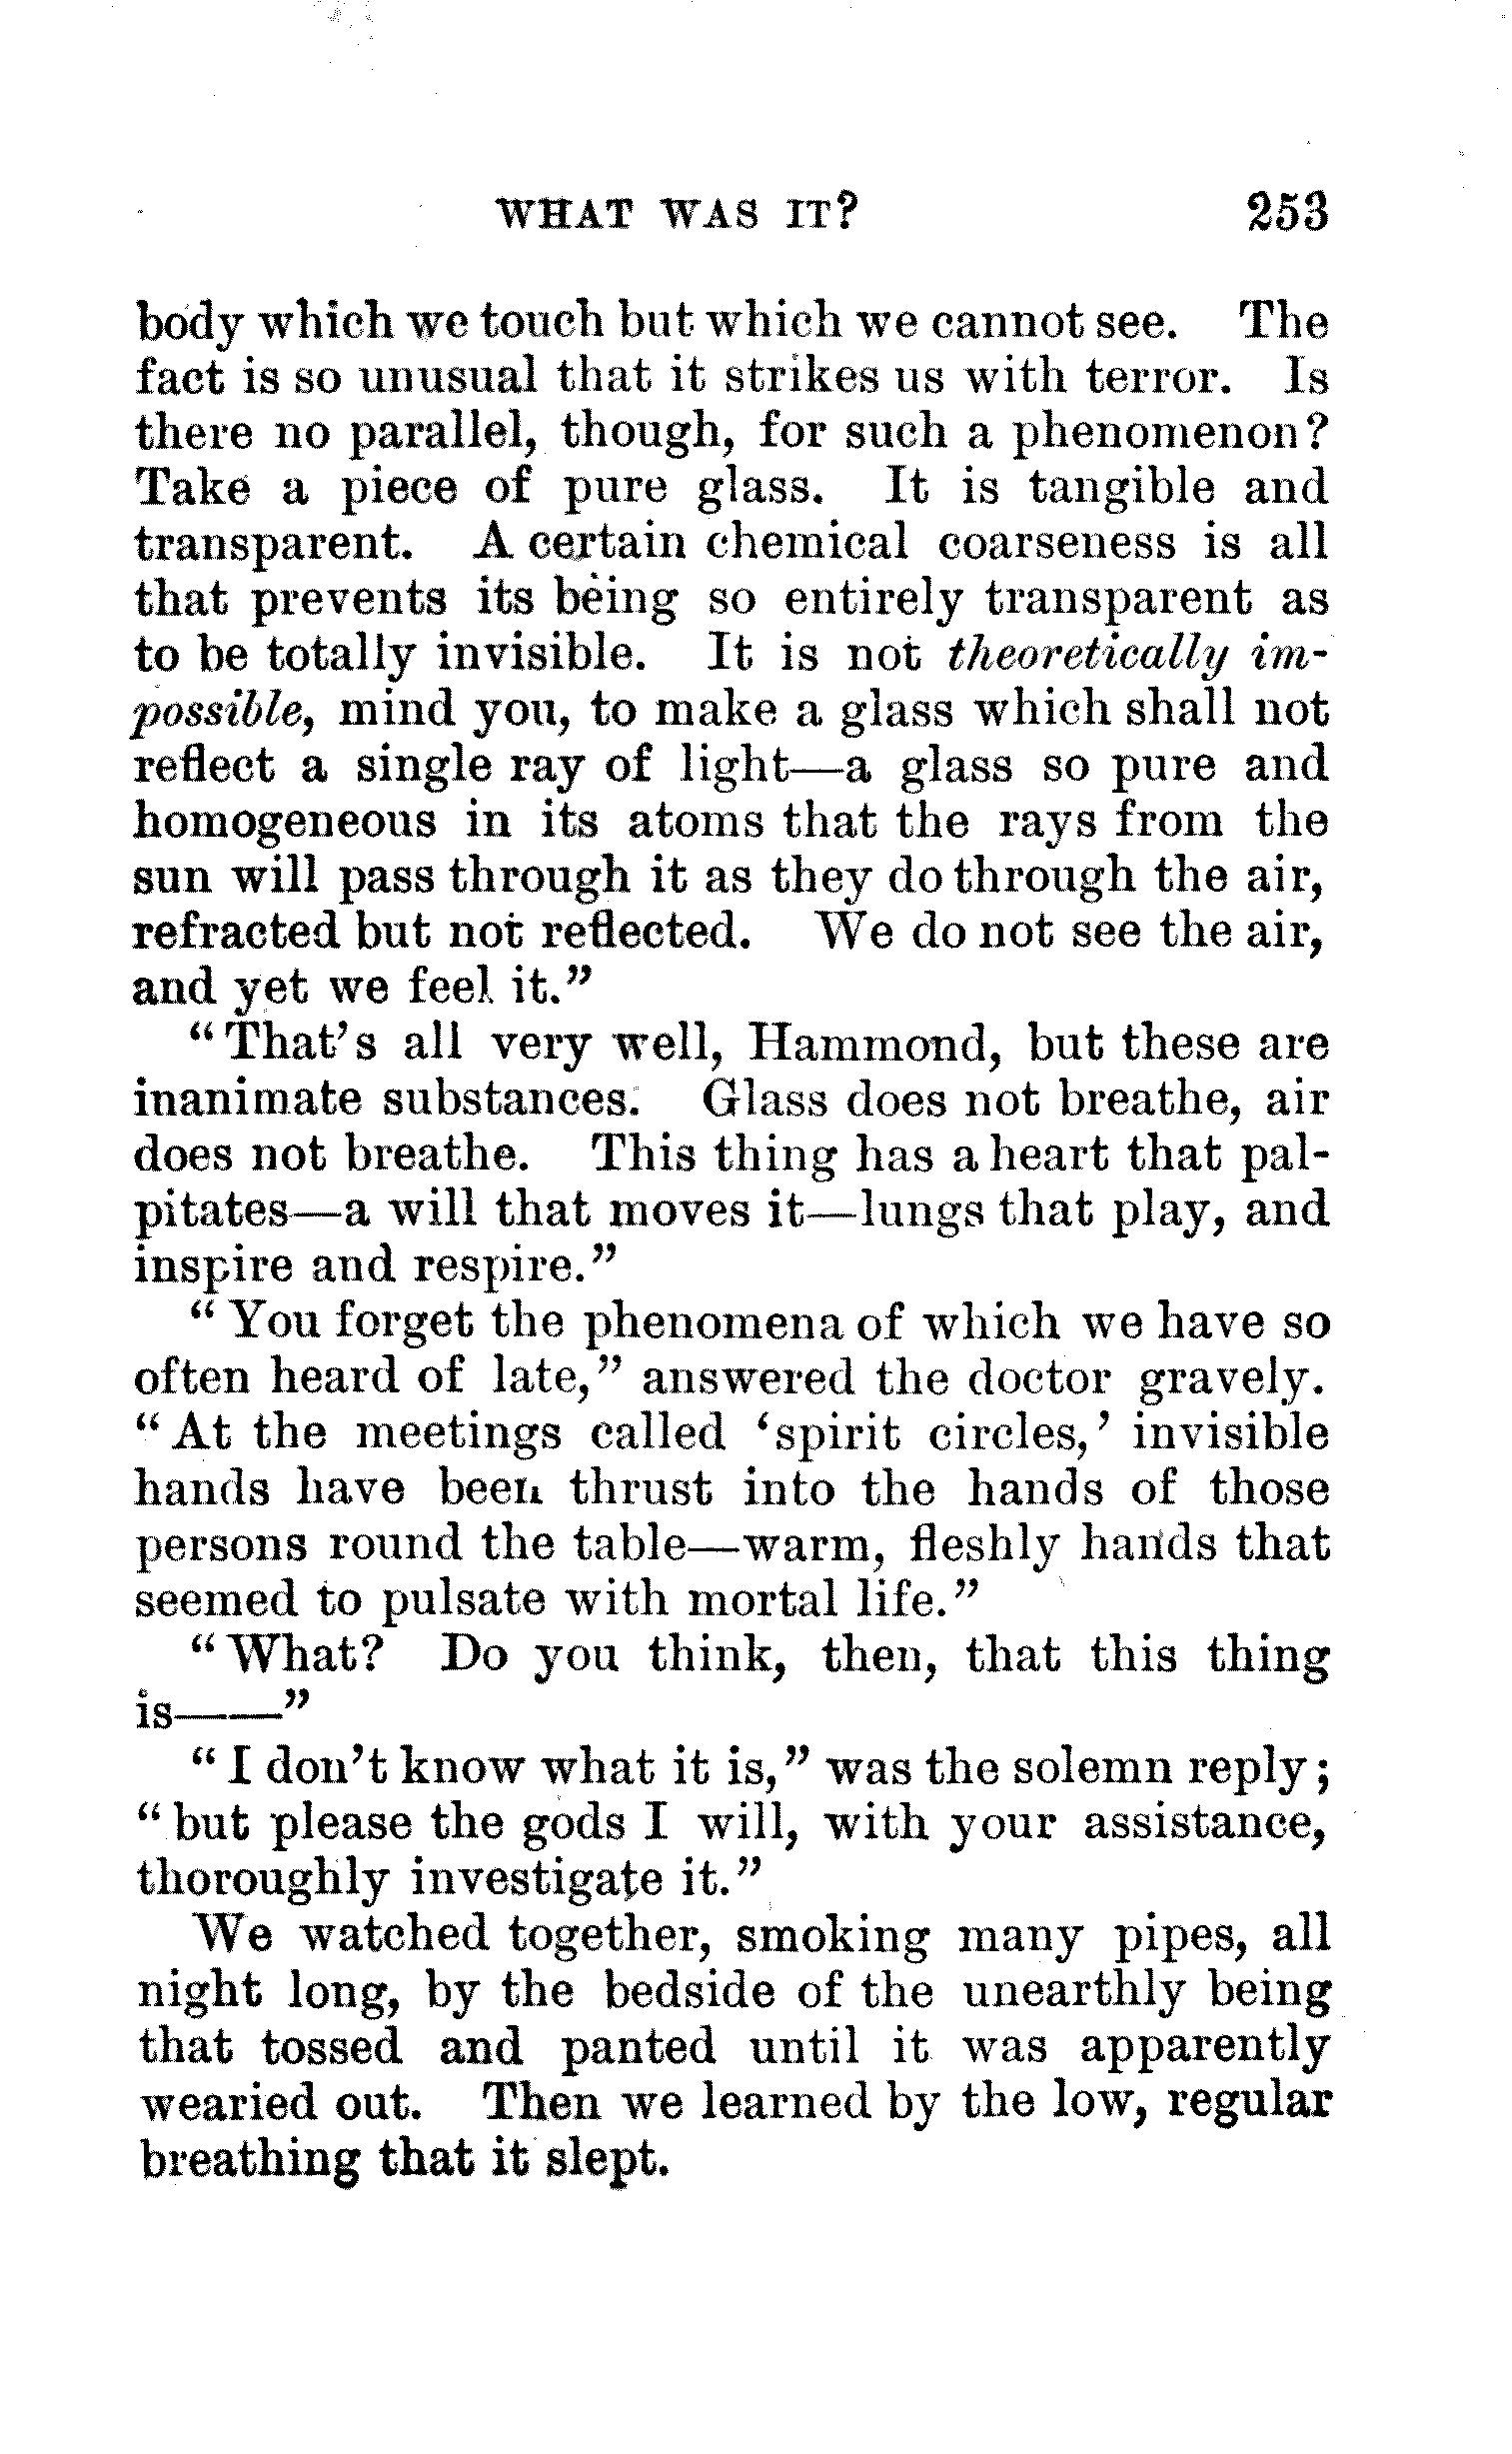 WHAT WAS IT? 253
body which we touch but which we cannot see. The
fact is so unusual that it strikes us with terror. Is
there no parallel, though, for such a phenomenon?
Take a piece of pure glass. It is tangible and
transparent. A certain chemical coarseness is all
that prevents its being so entirely transparent as
to be totally invisible. It is not theoretically im-
possible, mind you, to make a glass which shall not
reflect a single ray of light—a glass so pure and
homogeneous in its atoms that the rays from the
sun will pass through it as they do through the air,
refracted but not reflected. We do not see the air,
and yet we feel it.”
“That’s all very well, Hammond, but these are
inanimate substances. Glass does not breathe, air
does not breathe. This thing has a heart that pal-
pitates—a will that moves it—lungs that play, and
inspire and respire.”
“You forget the phenomena of which we have so
often heard of late,” answered the doctor gravely.
“At the meetings called ‘spirit circles,’ invisible
hands have been thrust into the hands of those
persons round the table—warm, fleshly hands that
seemed to pulsate with mortal life.”
“What? Do you think, then, that this thing
is——”
“I don’t know what it is,” was the solemn reply;
“but please the gods I will, with your assistance,
thoroughly investigate it.”
We watched together, smoking many pipes, all
night long, by the bedside of the unearthly being
that tossed and panted until it was apparently
wearied out. Then we learned by the low, regular
breathing that it slept.